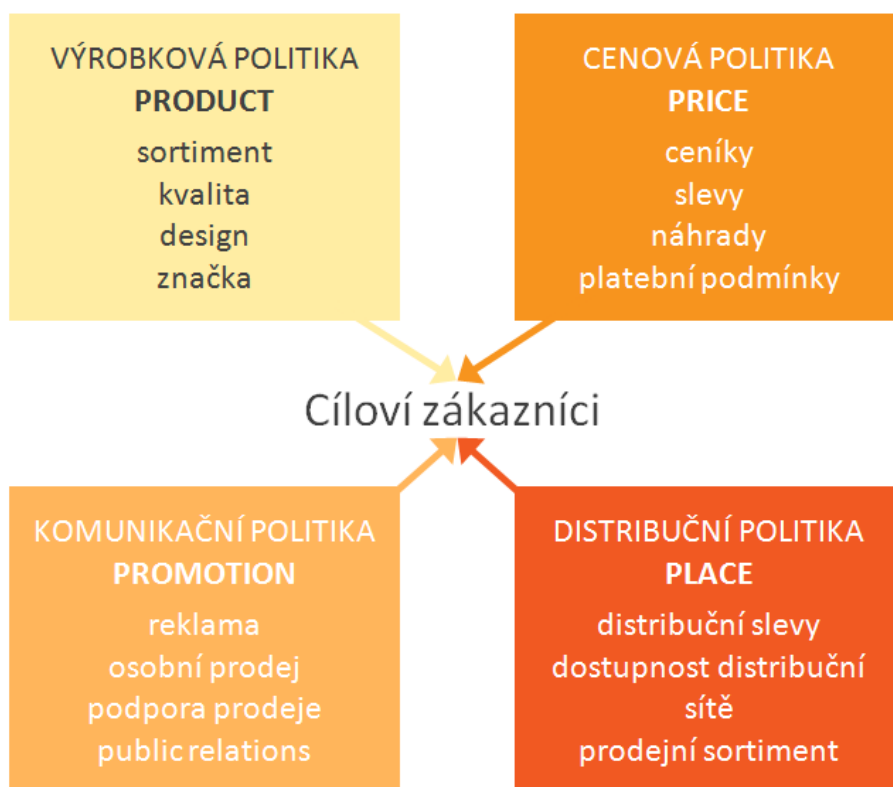 VÝROBKOVÁ POLITIKA
PRODUCT
sortiment
kvalita
design
značka
CENOVÁ POLITIKA
PRICE
ceníky
slevy
náhrady
platební podmínky
Cíloví zákazníci
KOMUNIKAČNÍ POLITIKA
PROMOTION
reklama
osobní prodej
podpora prodeje
public relations
DISTRIBUČNÍ POLITIKA
PLACE
distribuční slevy
dostupnost distribuční
sítě
prodejní sortiment